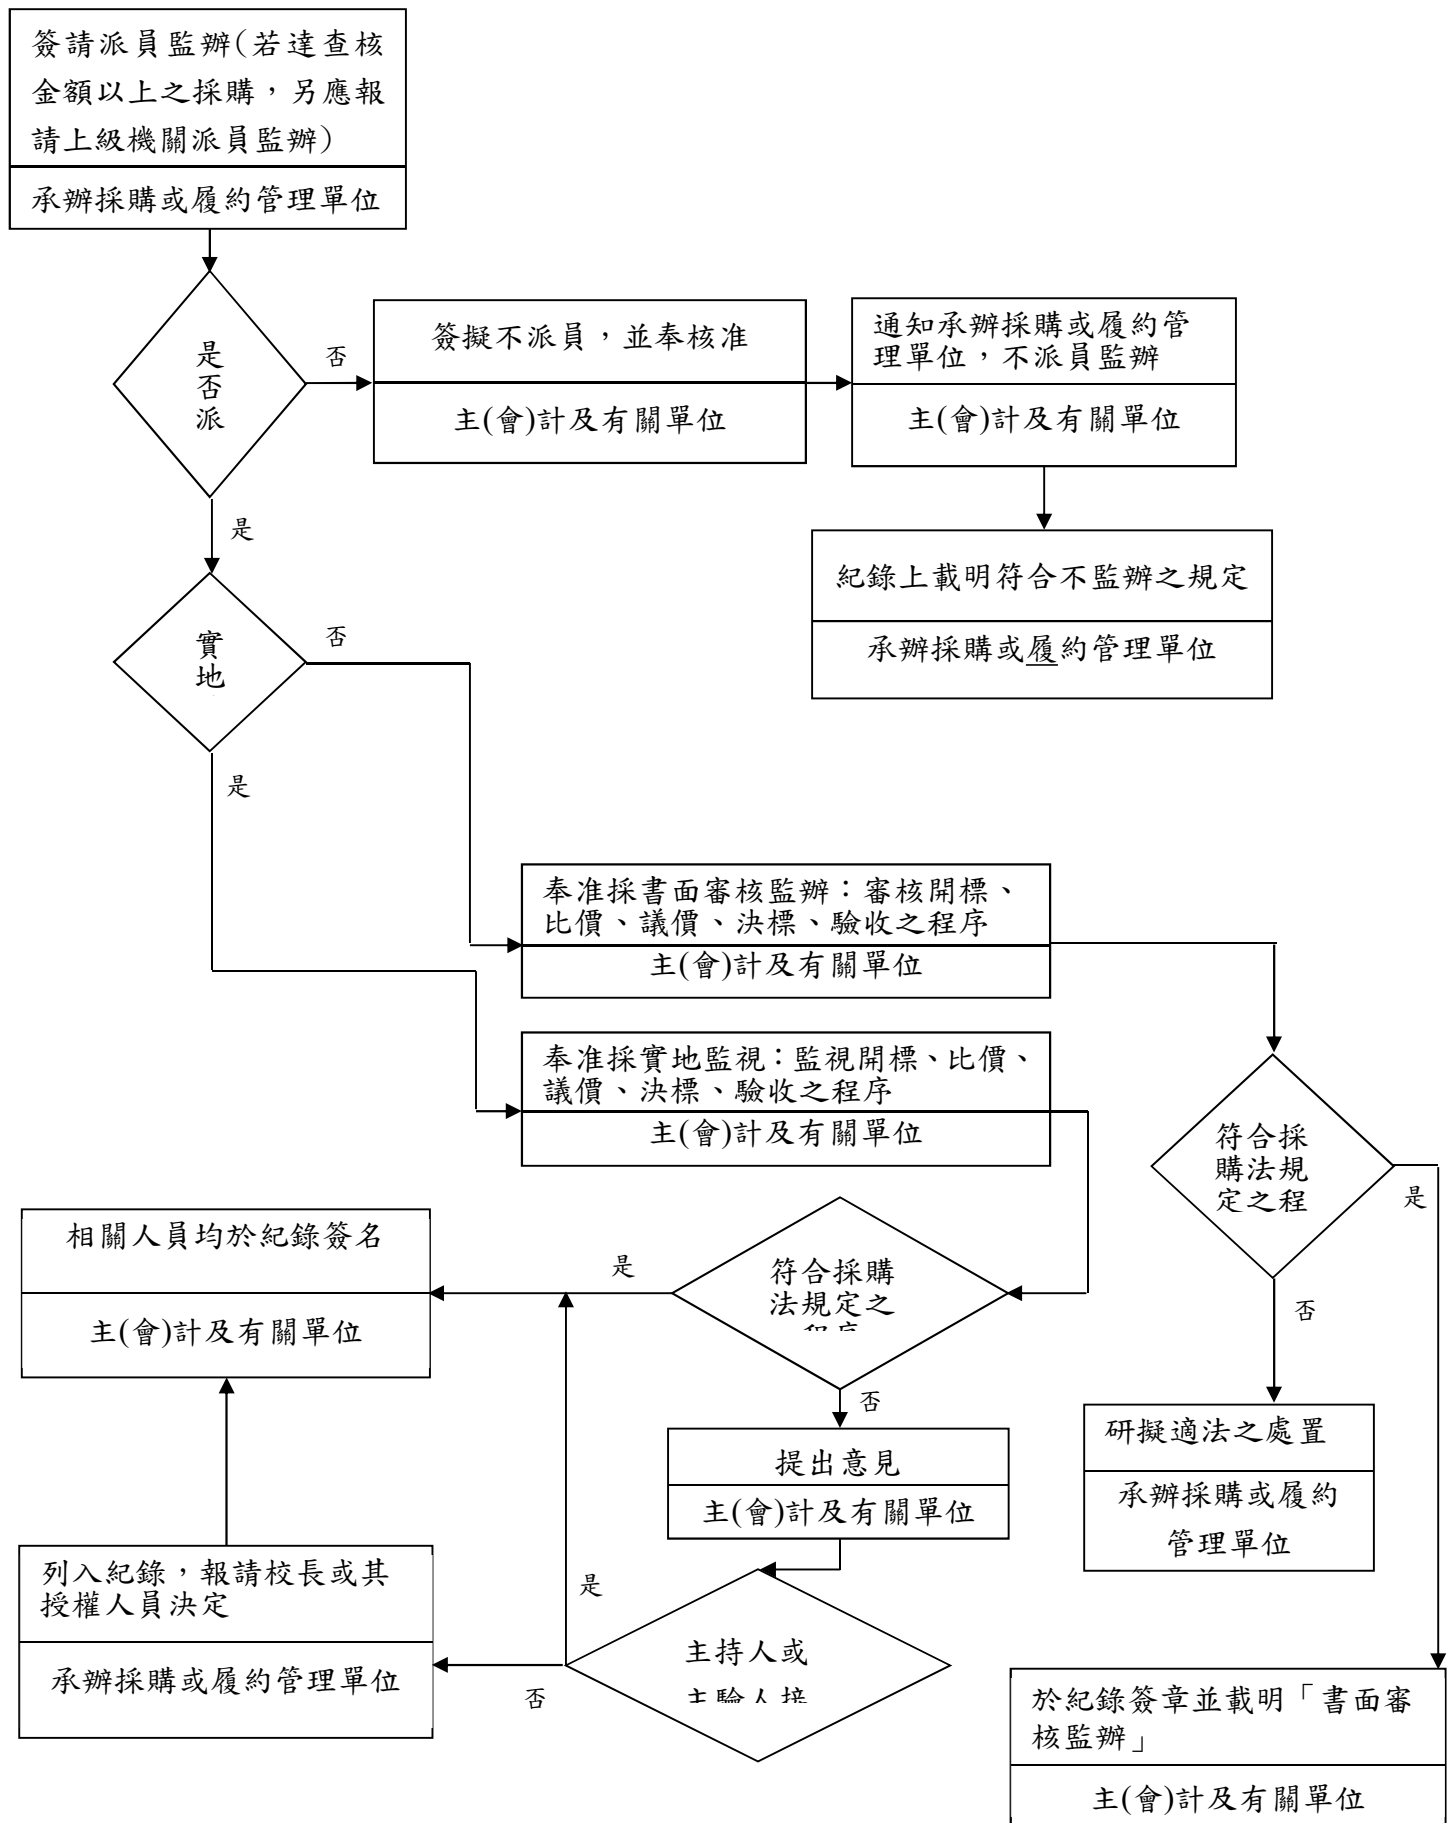 簽請派員監辦(若達查核
金額以上之採購，另應報
請上級機關派員監辦)
承辦採購或履約管理單位
是
否
派
否
簽擬不派員，並奉核准
主(會)計及有關單位
通知承辦採購或履約管
理單位，不派員監辦
主(會)計及有關單位
是
紀錄上載明符合不監辦之規定
承辦採購或履約管理單位
實
地
否
是
奉准採書面審核監辦：審核開標、
比價、議價、決標、驗收之程序
主(會)計及有關單位
奉准採實地監視：監視開標、比價、
議價、決標、驗收之程序
主(會)計及有關單位
符合採
購法規
定之程
是
否
相關人員均於紀錄簽名
主(會)計及有關單位
是
符合採購
法規定之
程序
否
提出意見
主(會)計及有關單位
研擬適法之處置
承辦採購或履約
管理單位
列入紀錄，報請校長或其
授權人員決定
承辦採購或履約管理單位
是
否
主持人或
主驗人接
於紀錄簽章並載明「書面審
核監辦」
主(會)計及有關單位